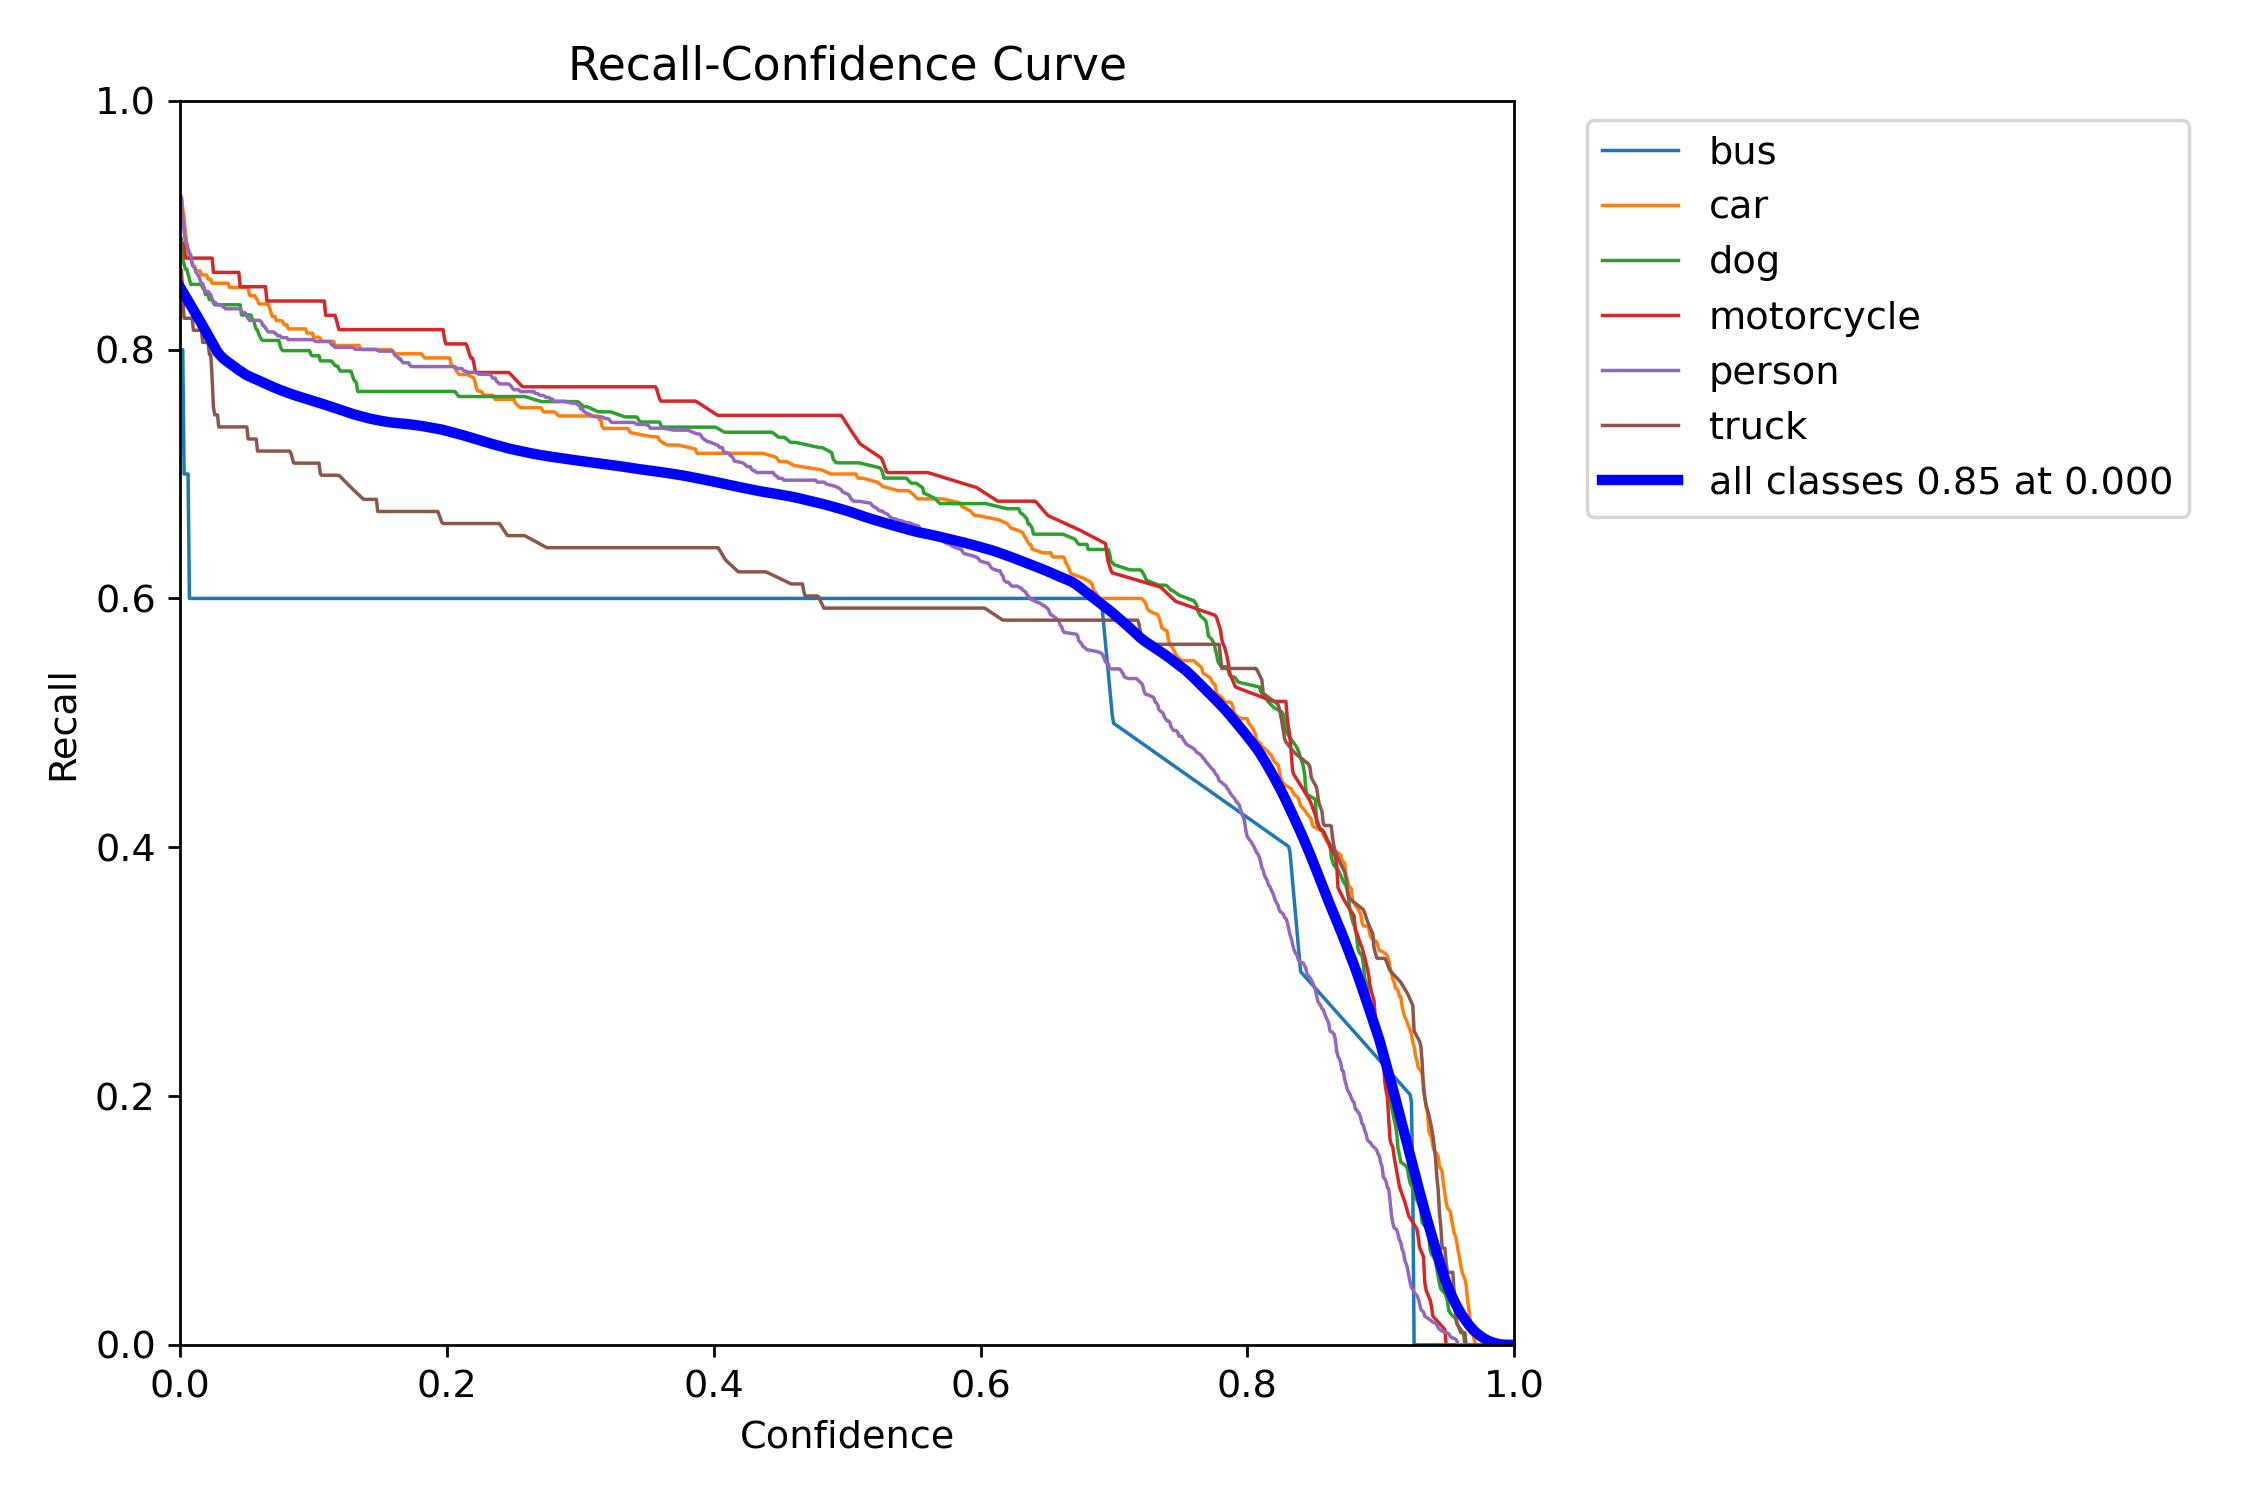 Recall-Confidence Curve
1.0
0.8
0.6
0.4
0.2
0.0
Recall
0.0 0.2 0.4 0.6 0.8 1.0
Confidence
bus
car
dog
motorcycle
person
truck
all classes 0.85 at 0.000